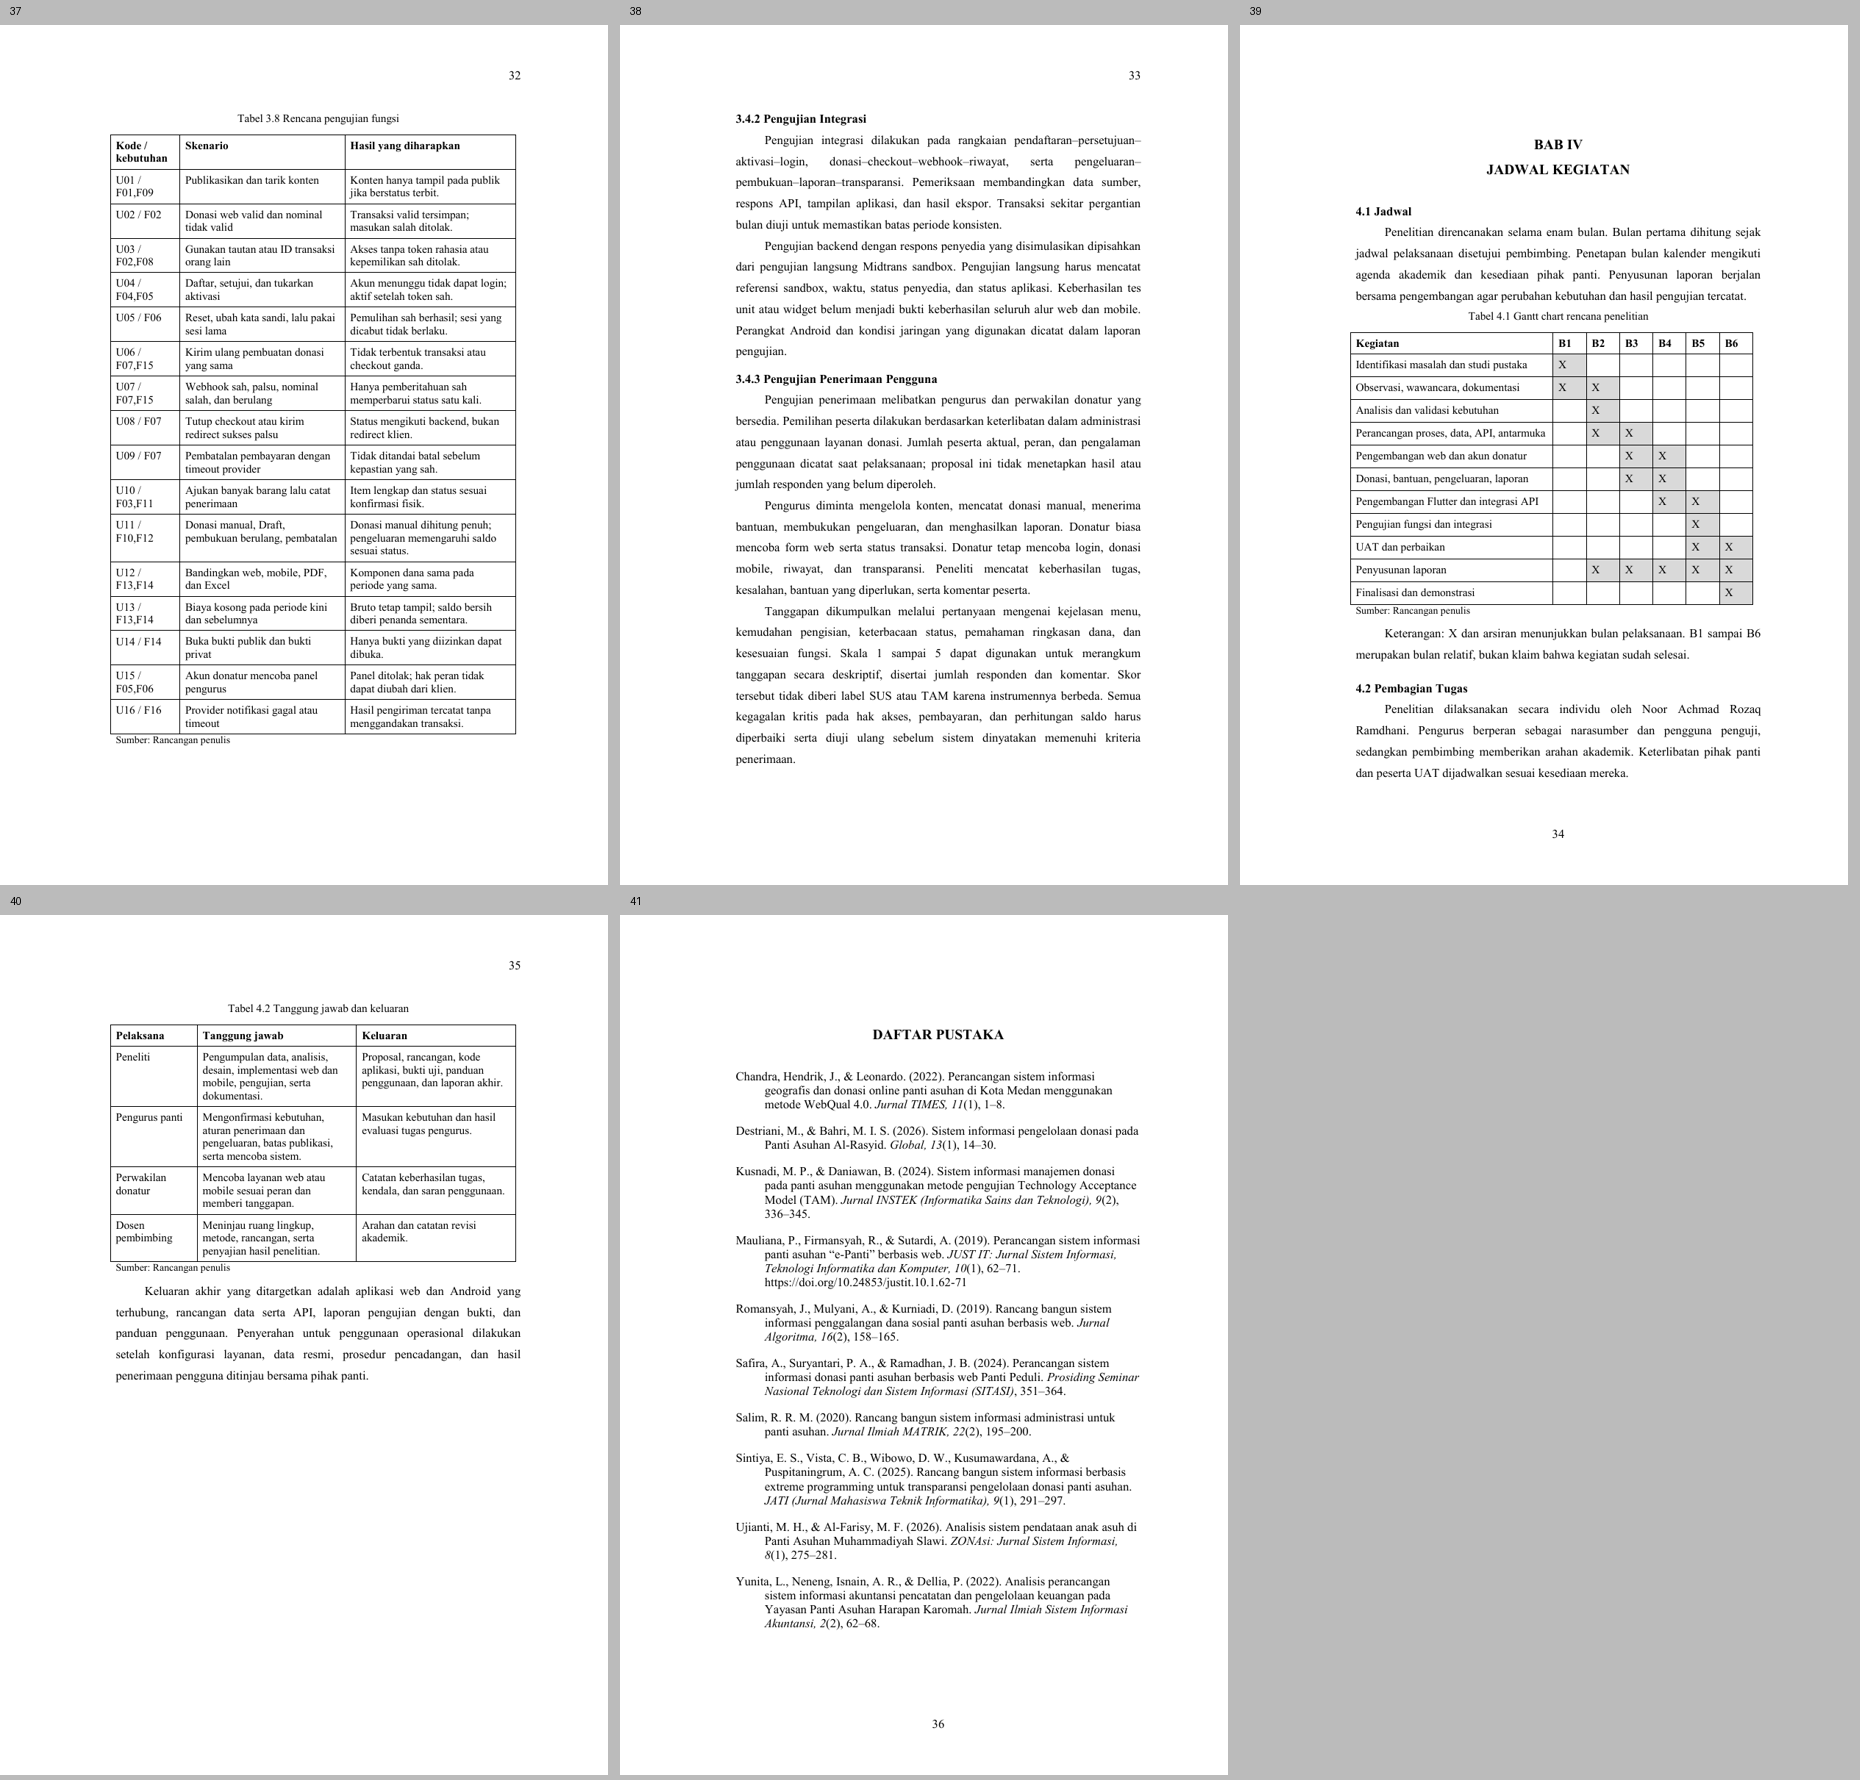 37
32
Tabel 3.8 Rencana pengujian fungsi
Kode / kebutuhan Skenario Hasil yang diharapkan
U01 / F01,F09 Publikasikan dan tarik konten Konten hanya tampil pada publik jika berstatus terbit.
U02 / F02 Donasi web valid dan nominal tidak valid Transaksi valid tersimpan; masukan salah ditolak.
U03 / F02,F08 Gunakan tautan atau ID transaksi orang lain Akses tanpa token rahasia atau kepemilikan sah ditolak.
U04 / F04,F05 Daftar, setujui, dan tukarkan aktivasi Akun menunggu tidak dapat login; aktif setelah token sah.
U05 / F06 Reset, ubah kata sandi, lalu pakai sesi lama Pemulihan sah berhasil; sesi yang dicabut tidak berlaku.
U06 / F07,F15 Kirim ulang pembuatan donasi yang sama Tidak terbentuk transaksi atau checkout ganda.
U07 / F07,F15 Webhook sah, palsu, nominal salah, dan berulang Hanya pemberitahuan sah memperbarui status satu kali.
U08 / F07 Tutup checkout atau kirim redirect sukses palsu Status mengikuti backend, bukan redirect klien.
U09 / F07 Pembatalan pembayaran dengan timeout provider Tidak ditandai batal sebelum kepastian yang sah.
U10 / F03,F11 Ajukan banyak barang lalu catat penerimaan Item lengkap dan status sesuai konfirmasi fisik.
U11 / F10,F12 Donasi manual, Draft, pembukuan berulang, pembatalan Donasi manual dihitung penuh; pengeluaran memengaruhi saldo sesuai status.
U12 / F13,F14 Bandingkan web, mobile, PDF, dan Excel Komponen dana sama pada periode yang sama.
U13 / F13,F14 Biaya kosong pada periode kini dan sebelumnya Bruto tetap tampil; saldo bersih diberi penanda sementara.
U14 / F14 Buka bukti publik dan bukti privat Hanya bukti yang diizinkan dapat dibuka.
U15 / F05,F06 Akun donatur mencoba panel pengurus Panel ditolak; hak peran tidak dapat diubah dari klien.
U16 / F16 Provider notifikasi gagal atau timeout Hasil pengiriman tercatat tanpa menggandakan transaksi.
Sumber: Rancangan penulis
38
33
3.4.2 Pengujian Integrasi
Pengujian integrasi dilakukan pada rangkaian pendaftaran–persetujuan–
aktivasi–login, donasi–checkout–webhook–riwayat, serta pengeluaran–
pembukuan–laporan–transparansi. Pemeriksaan membandingkan data sumber,
respons API, tampilan aplikasi, dan hasil ekspor. Transaksi sekitar pergantian
bulan diuji untuk memastikan batas periode konsisten.
Pengujian backend dengan respons penyedia yang disimulasikan dipisahkan
dari pengujian langsung Midtrans sandbox. Pengujian langsung harus mencatat
referensi sandbox, waktu, status penyedia, dan status aplikasi. Keberhasilan tes
unit atau widget belum menjadi bukti keberhasilan seluruh alur web dan mobile.
Perangkat Android dan kondisi jaringan yang digunakan dicatat dalam laporan
pengujian.
3.4.3 Pengujian Penerimaan Pengguna
Pengujian penerimaan melibatkan pengurus dan perwakilan donatur yang
bersedia. Pemilihan peserta dilakukan berdasarkan keterlibatan dalam administrasi
atau penggunaan layanan donasi. Jumlah peserta aktual, peran, dan pengalaman
penggunaan dicatat saat pelaksanaan; proposal ini tidak menetapkan hasil atau
jumlah responden yang belum diperoleh.
Pengurus diminta mengelola konten, mencatat donasi manual, menerima
bantuan, membukukan pengeluaran, dan menghasilkan laporan. Donatur biasa
mencoba form web serta status transaksi. Donatur tetap mencoba login, donasi
mobile, riwayat, dan transparansi. Peneliti mencatat keberhasilan tugas,
kesalahan, bantuan yang diperlukan, serta komentar peserta.
Tanggapan dikumpulkan melalui pertanyaan mengenai kejelasan menu,
kemudahan pengisian, keterbacaan status, pemahaman ringkasan dana, dan
kesesuaian fungsi. Skala 1 sampai 5 dapat digunakan untuk merangkum
tanggapan secara deskriptif, disertai jumlah responden dan komentar. Skor
tersebut tidak diberi label SUS atau TAM karena instrumennya berbeda. Semua
kegagalan kritis pada hak akses, pembayaran, dan perhitungan saldo harus
diperbaiki serta diuji ulang sebelum sistem dinyatakan memenuhi kriteria
penerimaan.
39
BAB IV
JADWAL KEGIATAN
4.1 Jadwal
Penelitian direncanakan selama enam bulan. Bulan pertama dihitung sejak
jadwal pelaksanaan disetujui pembimbing. Penetapan bulan kalender mengikuti
agenda akademik dan kesediaan pihak panti. Penyusunan laporan berjalan
bersama pengembangan agar perubahan kebutuhan dan hasil pengujian tercatat.
Tabel 4.1 Gantt chart rencana penelitian
Kegiatan B1 B2 B3 B4 B5 B6
Identifikasi masalah dan studi pustaka X
Observasi, wawancara, dokumentasi X X
Analisis dan validasi kebutuhan X
Perancangan proses, data, API, antarmuka X X
Pengembangan web dan akun donatur X X
Donasi, bantuan, pengeluaran, laporan X X
Pengembangan Flutter dan integrasi API X X
Pengujian fungsi dan integrasi X
UAT dan perbaikan X X
Penyusunan laporan X X X X X
Finalisasi dan demonstrasi X
Sumber: Rancangan penulis
Keterangan: X dan arsiran menunjukkan bulan pelaksanaan. B1 sampai B6
merupakan bulan relatif, bukan klaim bahwa kegiatan sudah selesai.
4.2 Pembagian Tugas
Penelitian dilaksanakan secara individu oleh Noor Achmad Rozaq
Ramdhani. Pengurus berperan sebagai narasumber dan pengguna penguji,
sedangkan pembimbing memberikan arahan akademik. Keterlibatan pihak panti
dan peserta UAT dijadwalkan sesuai kesediaan mereka.
34
40
35
Tabel 4.2 Tanggung jawab dan keluaran
Pelaksana Tanggung jawab Keluaran
Peneliti Pengumpulan data, analisis, desain, implementasi web dan mobile, pengujian, serta dokumentasi. Proposal, rancangan, kode aplikasi, bukti uji, panduan penggunaan, dan laporan akhir.
Pengurus panti Mengonfirmasi kebutuhan, aturan penerimaan dan pengeluaran, batas publikasi, serta mencoba sistem. Masukan kebutuhan dan hasil evaluasi tugas pengurus.
Perwakilan donatur Mencoba layanan web atau mobile sesuai peran dan memberi tanggapan. Catatan keberhasilan tugas, kendala, dan saran penggunaan.
Dosen pembimbing Meninjau ruang lingkup, metode, rancangan, serta penyajian hasil penelitian. Arahan dan catatan revisi akademik.
Sumber: Rancangan penulis
Keluaran akhir yang ditargetkan adalah aplikasi web dan Android yang
terhubung, rancangan data serta API, laporan pengujian dengan bukti, dan
panduan penggunaan. Penyerahan untuk penggunaan operasional dilakukan
setelah konfigurasi layanan, data resmi, prosedur pencadangan, dan hasil
penerimaan pengguna ditinjau bersama pihak panti.
41
DAFTAR PUSTAKA
Chandra, Hendrik, J., & Leonardo. (2022). Perancangan sistem informasi
geografis dan donasi online panti asuhan di Kota Medan menggunakan
metode WebQual 4.0. Jurnal TIMES, 11(1), 1–8.
Destriani, M., & Bahri, M. I. S. (2026). Sistem informasi pengelolaan donasi pada
Panti Asuhan Al-Rasyid. Global, 13(1), 14–30.
Kusnadi, M. P., & Daniawan, B. (2024). Sistem informasi manajemen donasi
pada panti asuhan menggunakan metode pengujian Technology Acceptance
Model (TAM). Jurnal INSTEK (Informatika Sains dan Teknologi), 9(2),
336–345.
Mauliana, P., Firmansyah, R., & Sutardi, A. (2019). Perancangan sistem informasi
panti asuhan “e-Panti” berbasis web. JUST IT: Jurnal Sistem Informasi,
Teknologi Informatika dan Komputer, 10(1), 62–71.
https://doi.org/10.24853/justit.10.1.62-71
Romansyah, J., Mulyani, A., & Kurniadi, D. (2019). Rancang bangun sistem
informasi penggalangan dana sosial panti asuhan berbasis web. Jurnal
Algoritma, 16(2), 158–165.
Safira, A., Suryantari, P. A., & Ramadhan, J. B. (2024). Perancangan sistem
informasi donasi panti asuhan berbasis web Panti Peduli. Prosiding Seminar
Nasional Teknologi dan Sistem Informasi (SITASI), 351–364.
Salim, R. R. M. (2020). Rancang bangun sistem informasi administrasi untuk
panti asuhan. Jurnal Ilmiah MATRIK, 22(2), 195–200.
Sintiya, E. S., Vista, C. B., Wibowo, D. W., Kusumawardana, A., &
Puspitaningrum, A. C. (2025). Rancang bangun sistem informasi berbasis
extreme programming untuk transparansi pengelolaan donasi panti asuhan.
JATI (Jurnal Mahasiswa Teknik Informatika), 9(1), 291–297.
Ujianti, M. H., & Al-Farisy, M. F. (2026). Analisis sistem pendataan anak asuh di
Panti Asuhan Muhammadiyah Slawi. ZONAsi: Jurnal Sistem Informasi,
8(1), 275–281.
Yunita, L., Neneng, Isnain, A. R., & Dellia, P. (2022). Analisis perancangan
sistem informasi akuntansi pencatatan dan pengelolaan keuangan pada
Yayasan Panti Asuhan Harapan Karomah. Jurnal Ilmiah Sistem Informasi
Akuntansi, 2(2), 62–68.
36